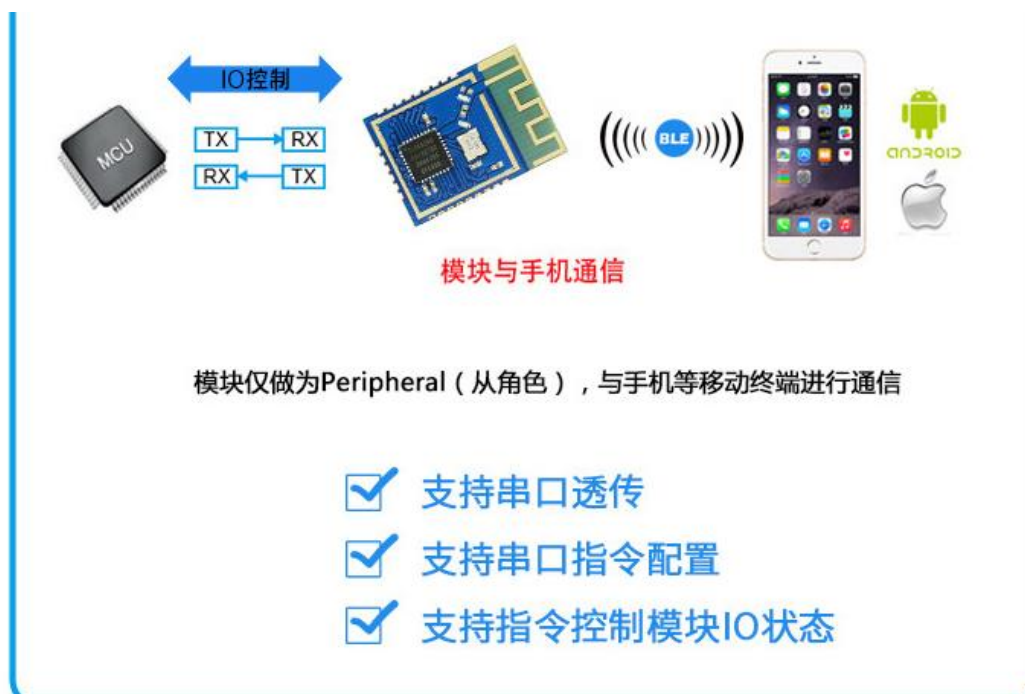 IO控制
TX RX
RX TX
MCU
BLE
ANDROID
模块与手机通信
模块仅做为Peripheral（从角色），与手机等移动终端进行通信
支持串口透传
支持串口指令配置
支持指令控制模块IO状态